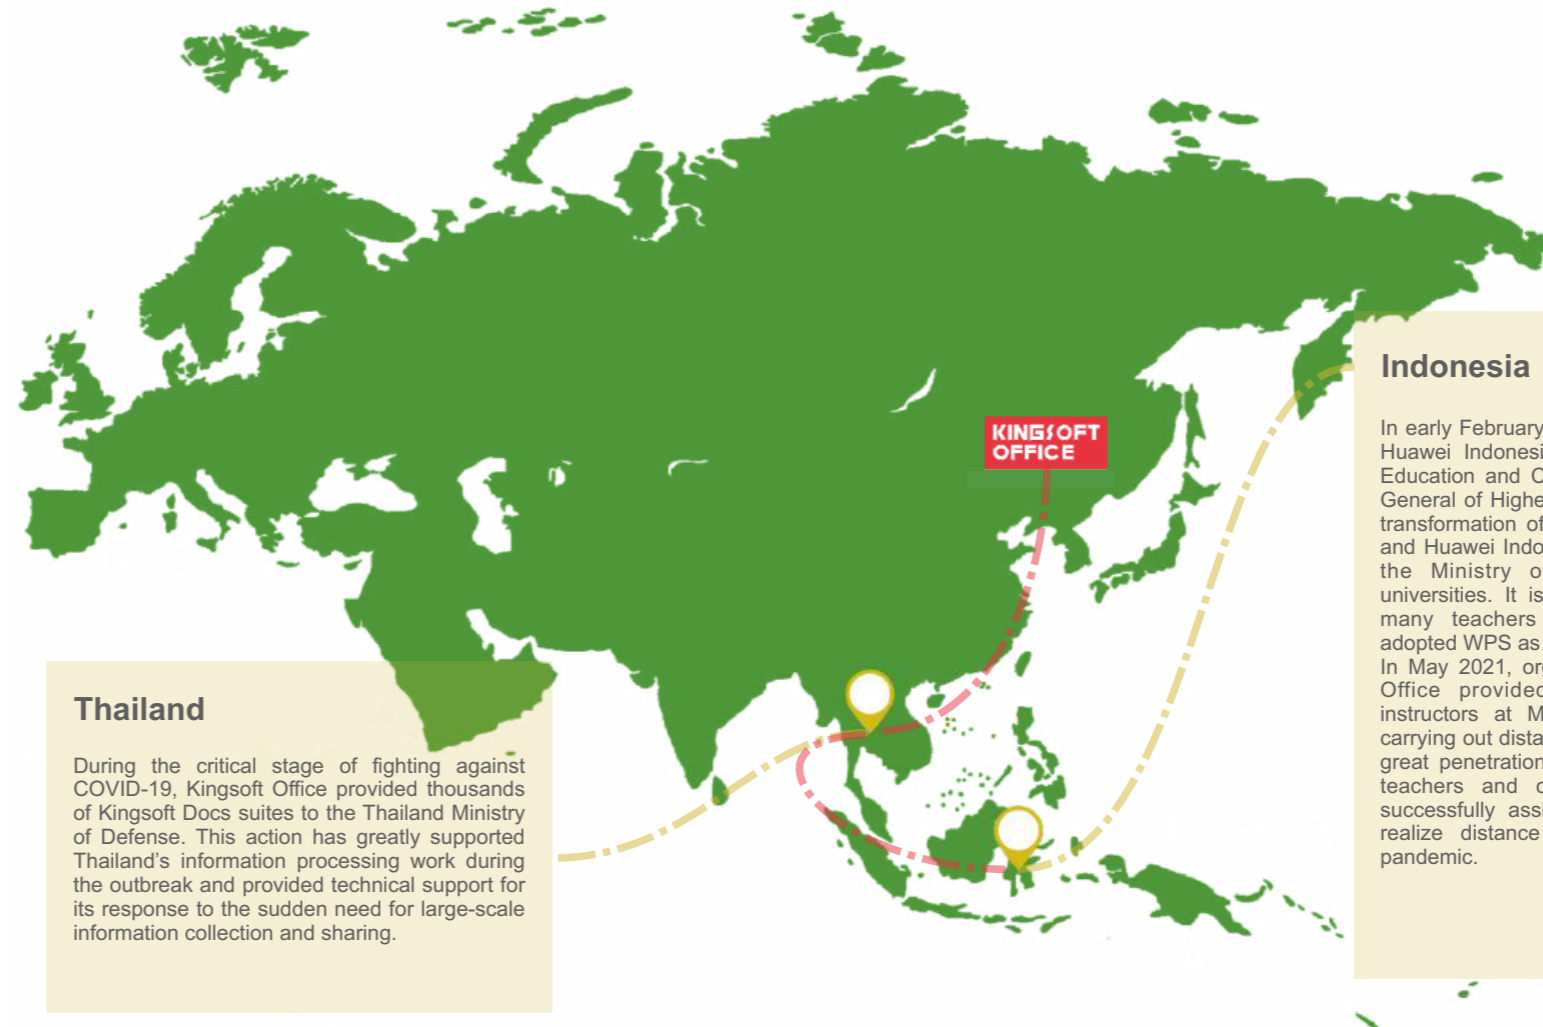 KINGSOFT
OFFICE
Thailand
During the critical stage of fighting against
COVID-19, Kingsoft Office provided thousands
of Kingsoft Docs suites to the Thailand Ministry
of Defense. This action has greatly supported
Thailand’s information processing work during
the outbreak and provided technical support for
its response to the sudden need for large-scale
information collection and sharing.
Indonesia
In early February
Huawei
Education and
General of
transformation of
and Huawei
the Ministry
universities. It is
many teachers
adopted WPS as
In May 2021,
Office provided
instructors at
carrying out
great penetration
teachers and
successfully
realize distance
pandemic.